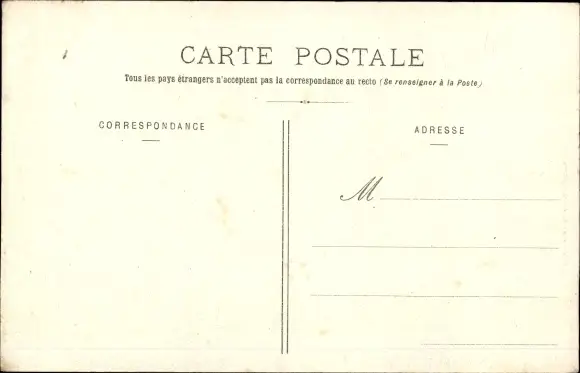 CARTE POSTALE
Tous les pays étrangers n'acceptent pas la correspondance au recto (Se renseigner à la Poste)
CORRESPONDANCE
ADRESSE
M